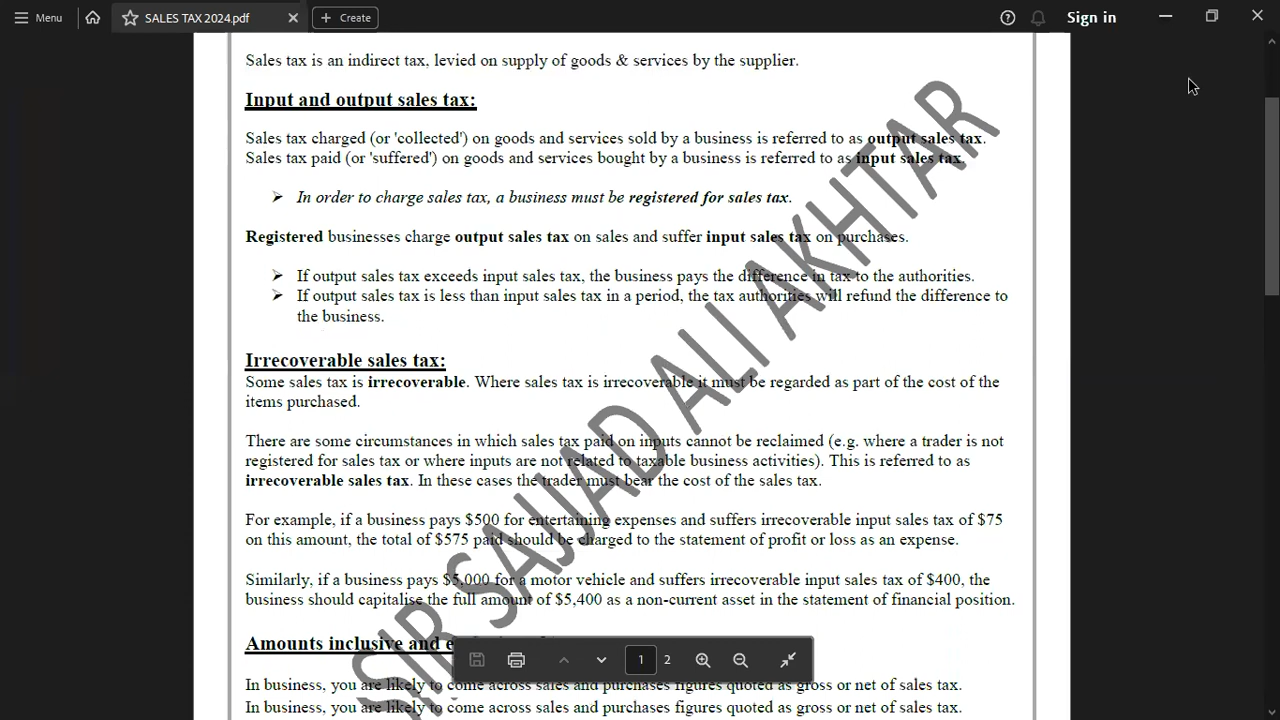 Menu
SALES TAX 2024.pdf
Create
Sign in
Sales tax is an indirect tax, levied on supply of goods & services by the supplier.
Input and output sales tax:
Sales tax charged (or 'collected') on goods and services sold by a business is referred to as output sales tax.
Sales tax paid (or 'suffered') on goods and services bought by a business is referred to as input sales tax.
➢ In order to charge sales tax, a business must be registered for sales tax.
Registered businesses charge output sales tax on sales and suffer input sales tax on purchases.
➢ If output sales tax exceeds input sales tax, the business pays the difference in tax to the authorities.
➢ If output sales tax is less than input sales tax in a period, the tax authorities will refund the difference to
the business.
Irrecoverable sales tax:
Some sales tax is irrecoverable. Where sales tax is irrecoverable it must be regarded as part of the cost of the
items purchased.
There are some circumstances in which sales tax paid on inputs cannot be reclaimed (e.g. where a trader is not
registered for sales tax or where inputs are not related to taxable business activities). This is referred to as
irrecoverable sales tax. In these cases the trader must bear the cost of the sales tax.
For example, if a business pays $500 for entertaining expenses and suffers irrecoverable input sales tax of $75
on this amount, the total of $575 paid should be charged to the statement of profit or loss as an expense.
Similarly, if a business pays $5,000 for a motor vehicle and suffers irrecoverable input sales tax of $400, the
business should capitalise the full amount of $5,400 as a non-current asset in the statement of financial position.
Amounts inclusive and
In business, you are likely to come across sales and purchases figures quoted as gross or net of sales tax.
In business, you are likely to come across sales and purchases figures quoted as gross or net of sales tax.
SIR SAJJAD ALI AKHTAR
1 2